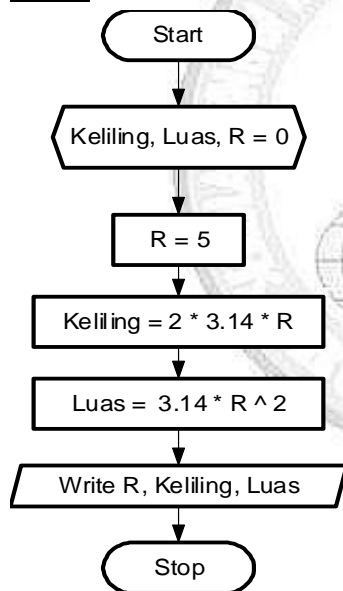 Start
Keliling, Luas, R = 0
R = 5
Keliling = 2 * 3.14 * R
Luas = 3.14 * R ^ 2
Write R, Keliling, Luas
Stop